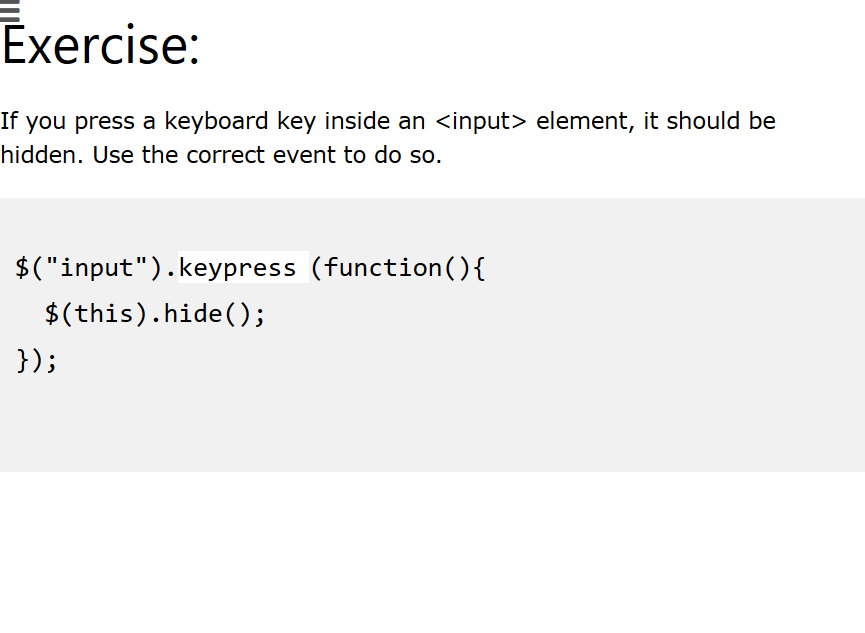 Exercise:
If you press a keyboard key inside an <input> element, it should be
hidden. Use the correct event to do so.
$("input").keypress (function(){
  $(this).hide();
});